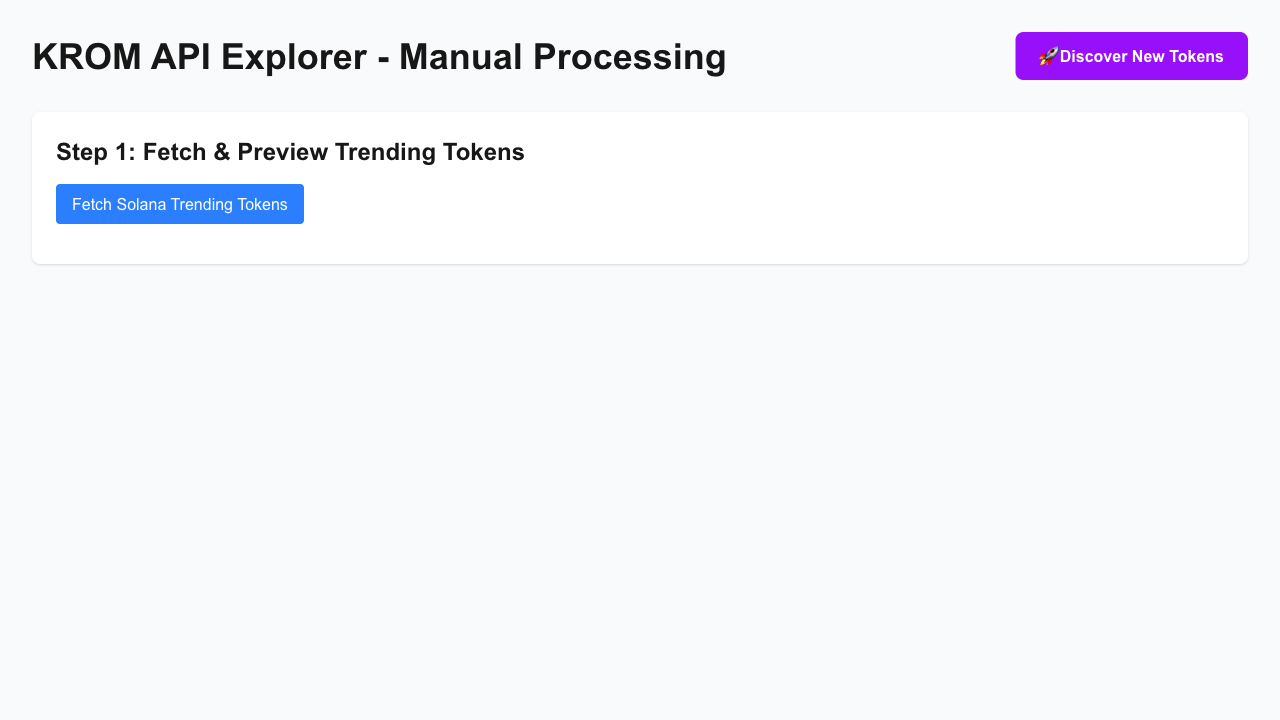 KROM API Explorer - Manual Processing
🚀Discover New Tokens
Step 1: Fetch & Preview Trending Tokens
Fetch Solana Trending Tokens